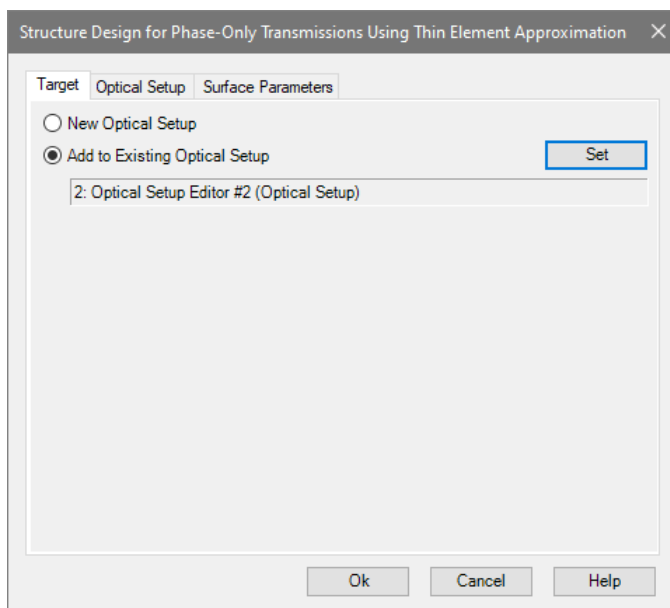 Structure Design for Phase-Only Transmissions Using Thin Element Approximation
Target Optical Setup Surface Parameters
New Optical Setup
Add to Existing Optical Setup Set
2: Optical Setup Editor #2 (Optical Setup)
Ok Cancel Help